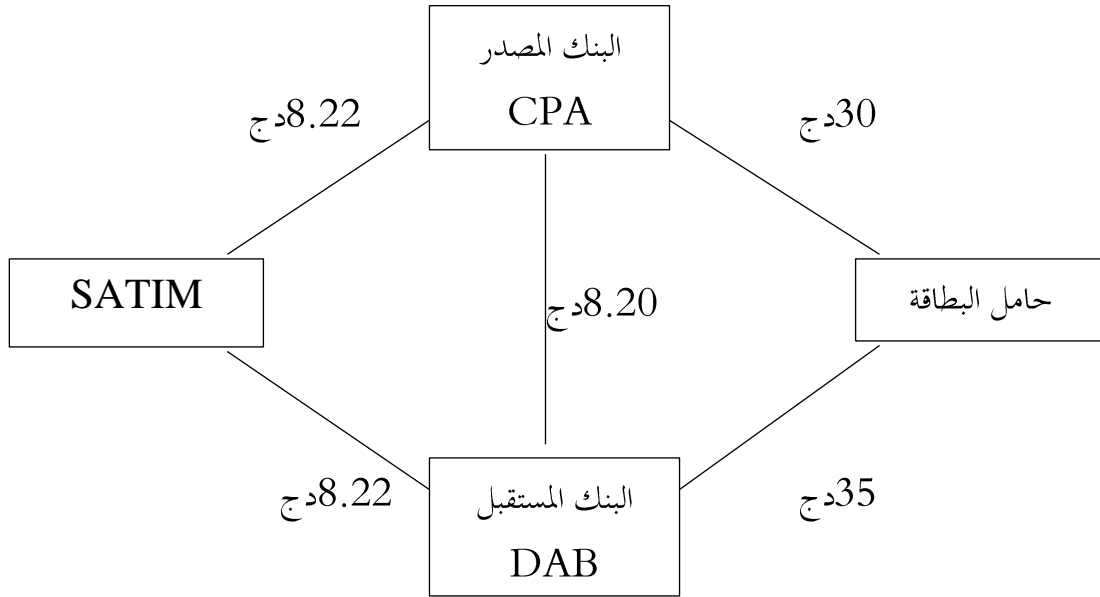 البنك المصدر
CPA
30دج
8.22دج
حامل البطاقة
8.20دج
SATIM
35دج
البنك المستقبل
DAB
8.22دج